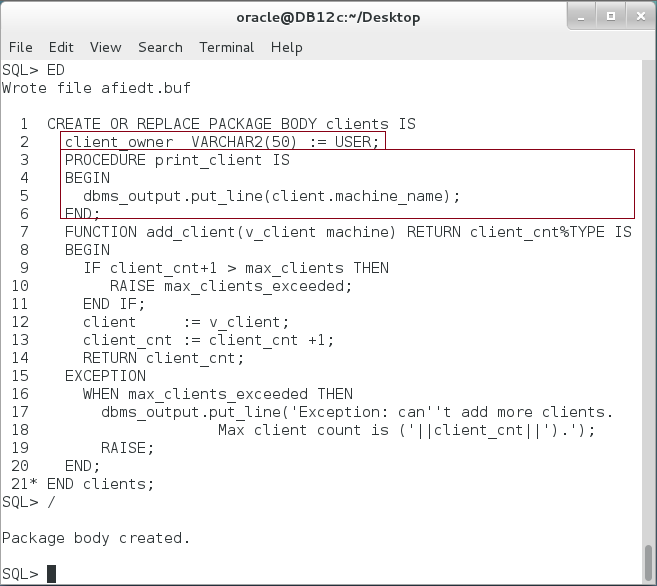 oracle@DB12c:~/Desktop
File Edit View Search Terminal Help
SQL> ED
Wrote file afiedt.buf
1 CREATE OR REPLACE PACKAGE BODY clients IS
2 client_owner VARCHAR2(50) := USER;
3 PROCEDURE print_client IS
4 BEGIN
5 dbms_output.put_line(client.machine_name);
6 END;
7 FUNCTION add_client(v_client machine) RETURN client_cnt%TYPE IS
8 BEGIN
9 IF client_cnt+1 > max_clients THEN
10 RAISE max_clients_exceeded;
11 END IF;
12 client := v_client;
13 client_cnt := client_cnt +1;
14 RETURN client_cnt;
15 EXCEPTION
16 WHEN max_clients_exceeded THEN
17 dbms_output.put_line('Exception: can''t add more clients.
18 Max client count is ('||client_cnt||').');
19 RAISE;
20 END;
21* END clients;
SQL> /
Package body created.
SQL>